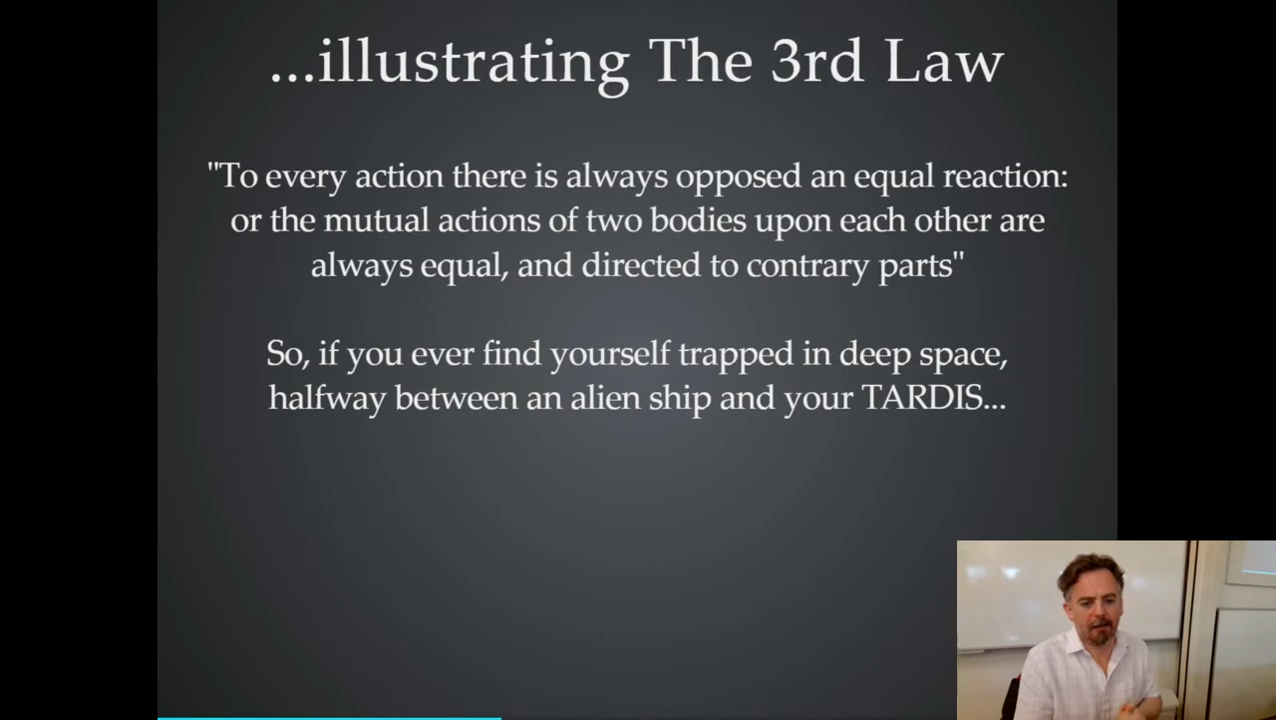 ...illustrating The 3rd Law
"To every action there is always opposed an equal reaction:
or the mutual actions of two bodies upon each other are
always equal, and directed to contrary parts"
So, if you ever find yourself trapped in deep space,
halfway between an alien ship and your TARDIS...